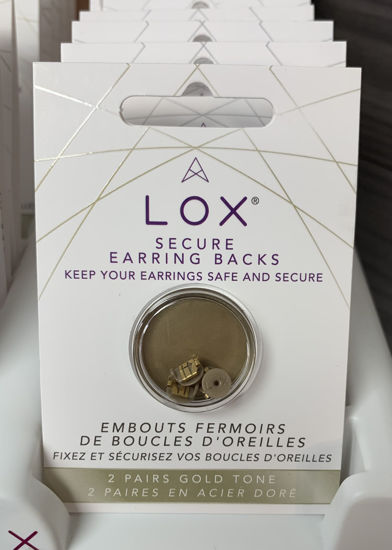 LOX®
SECURE
EARRING BACKS
KEEP YOUR EARRINGS SAFE AND SECURE
EMBOUTS FERMOIRS
DE BOUCLES D'OREILLES
FIXEZ ET SÉCURISEZ VOS BOUCLES D'OREILLES
2 PAIRS GOLD TONE
2 PAIRES EN ACIER DORÉ